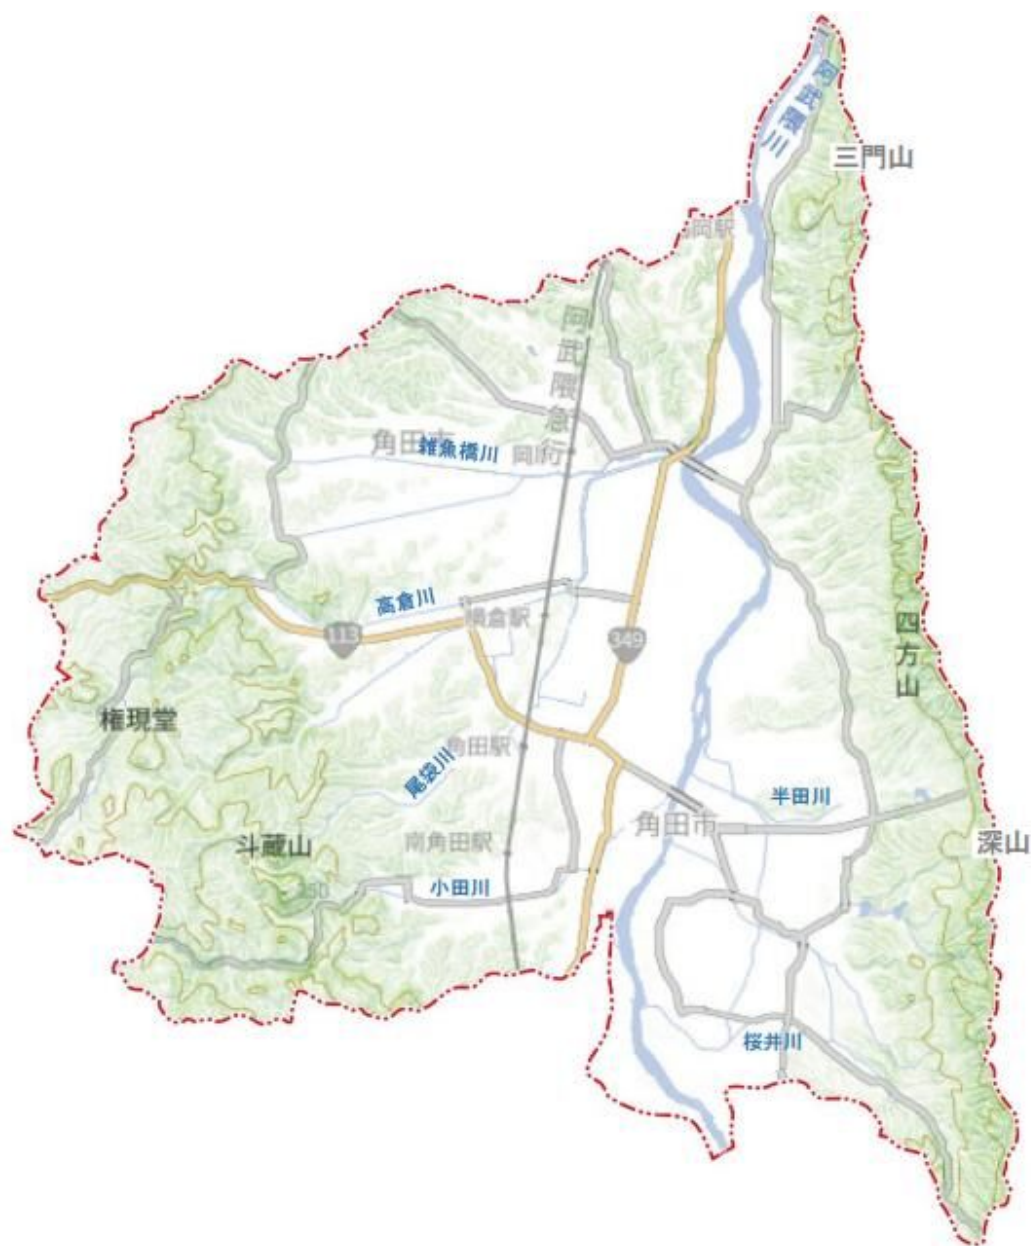 阿武隈川
三門山
岡駅
阿武隈急行
角田市
雑魚橋川
岡駅
高倉川
横倉駅
113
349
四方山
権現堂
角田駅
尾袋川
半田川
角田市
斗蔵山
南角田駅
深山
350
小田川
桜井川